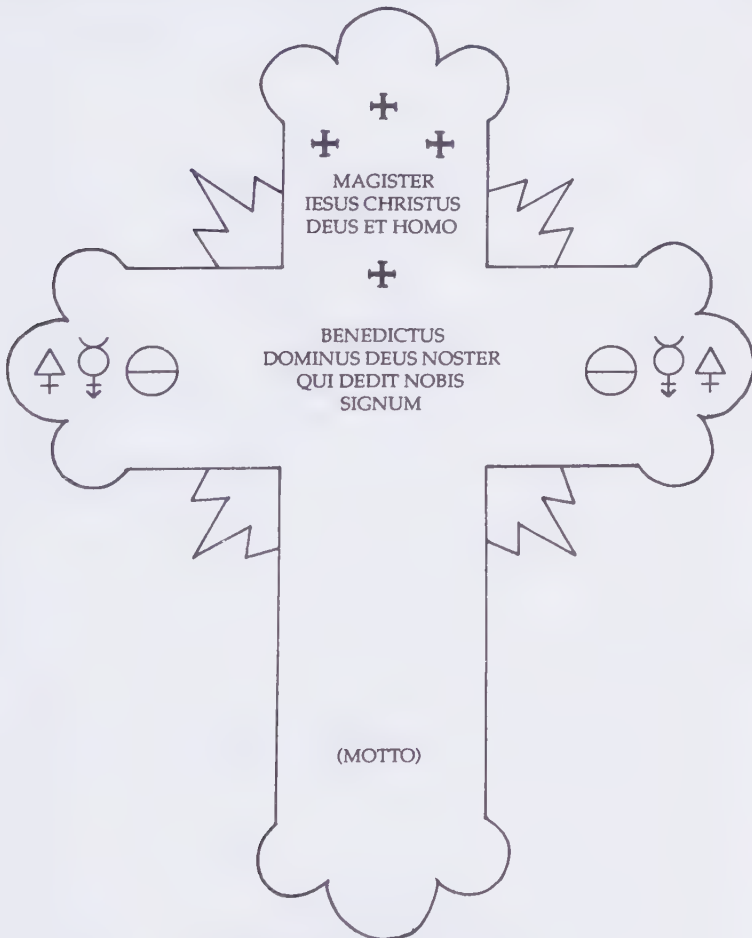 MAGISTER
IESUS CHRISTUS
DEUS ET HOMO
BENEDICTUS
DOMINUS DEUS NOSTER
QUI DEDIT NOBIS
SIGNUM
(MOTTO)